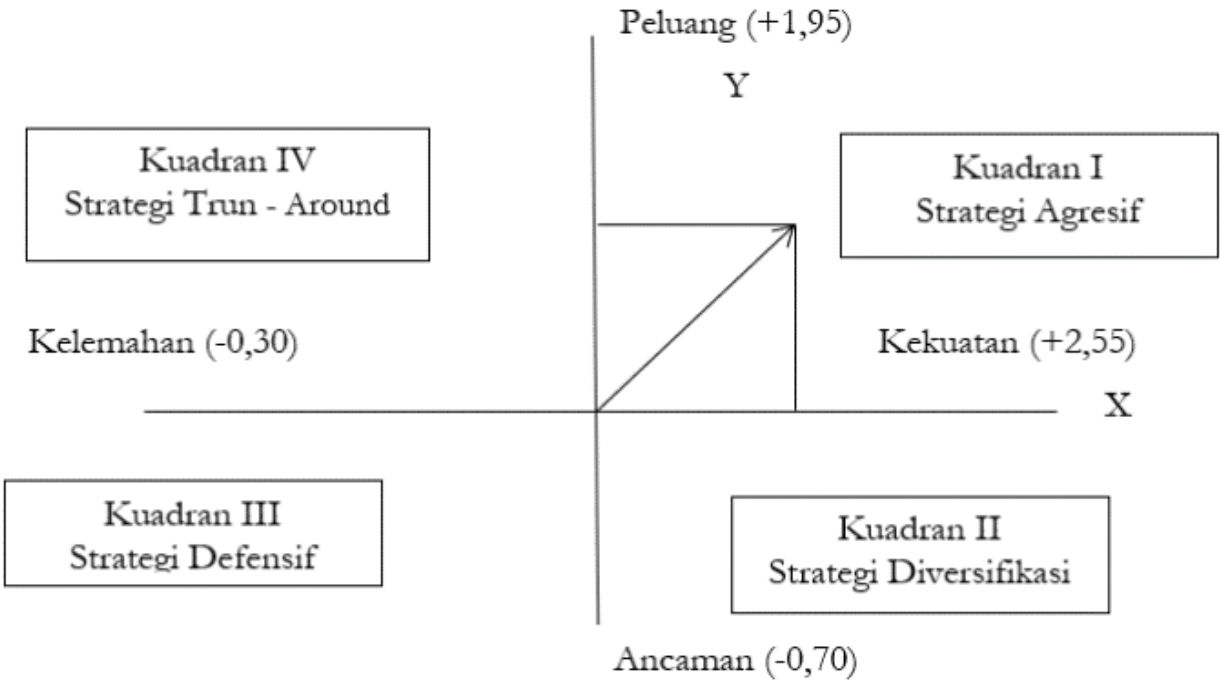 Peluang (+1,95)
Y
Kuadran IV
Strategi Trun - Around
Kuadran I
Strategi Agresif
Kelemahan (-0,30)
Kekuatan (+2,55)
X
Kuadran III
Strategi Defensif
Kuadran II
Strategi Diversifikasi
Ancaman (-0,70)